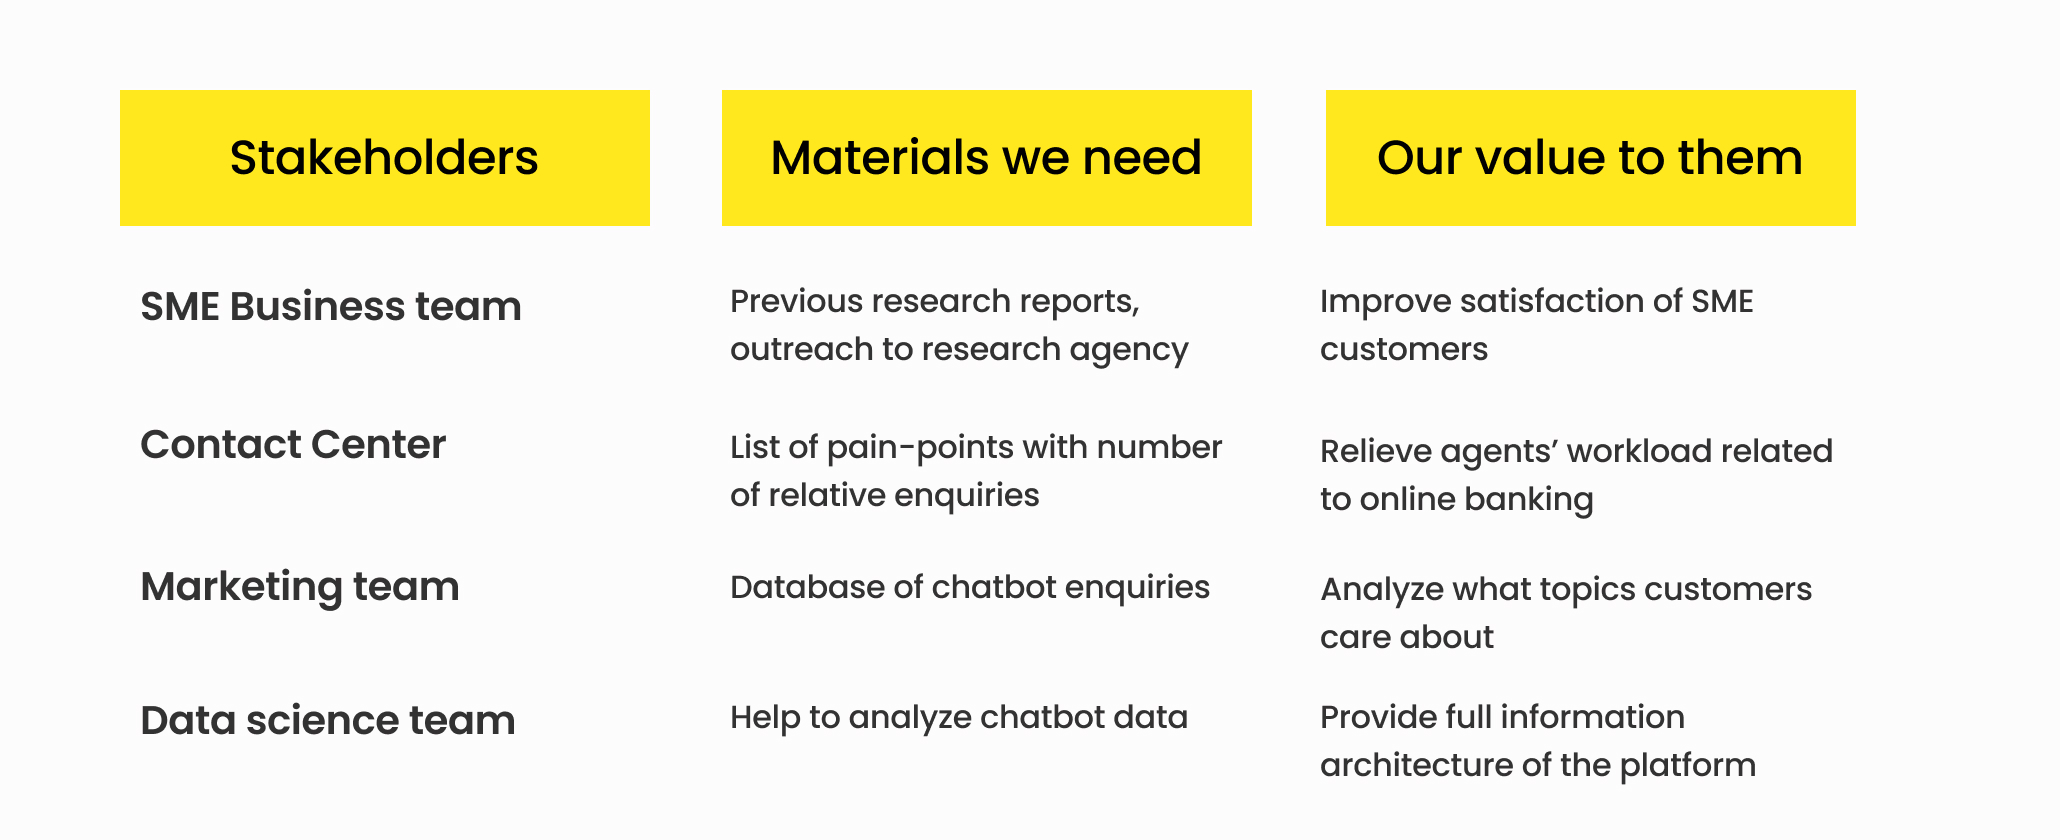 Stakeholders
Materials we need
Our value to them
SME Business team
Previous research reports,
outreach to research agency
Improve satisfaction of SME
customers
Contact Center
List of pain-points with number
of relative enquiries
Relieve agents’ workload related
to online banking
Marketing team
Database of chatbot enquiries
Analyze what topics customers
care about
Data science team
Help to analyze chatbot data
Provide full information
architecture of the platform